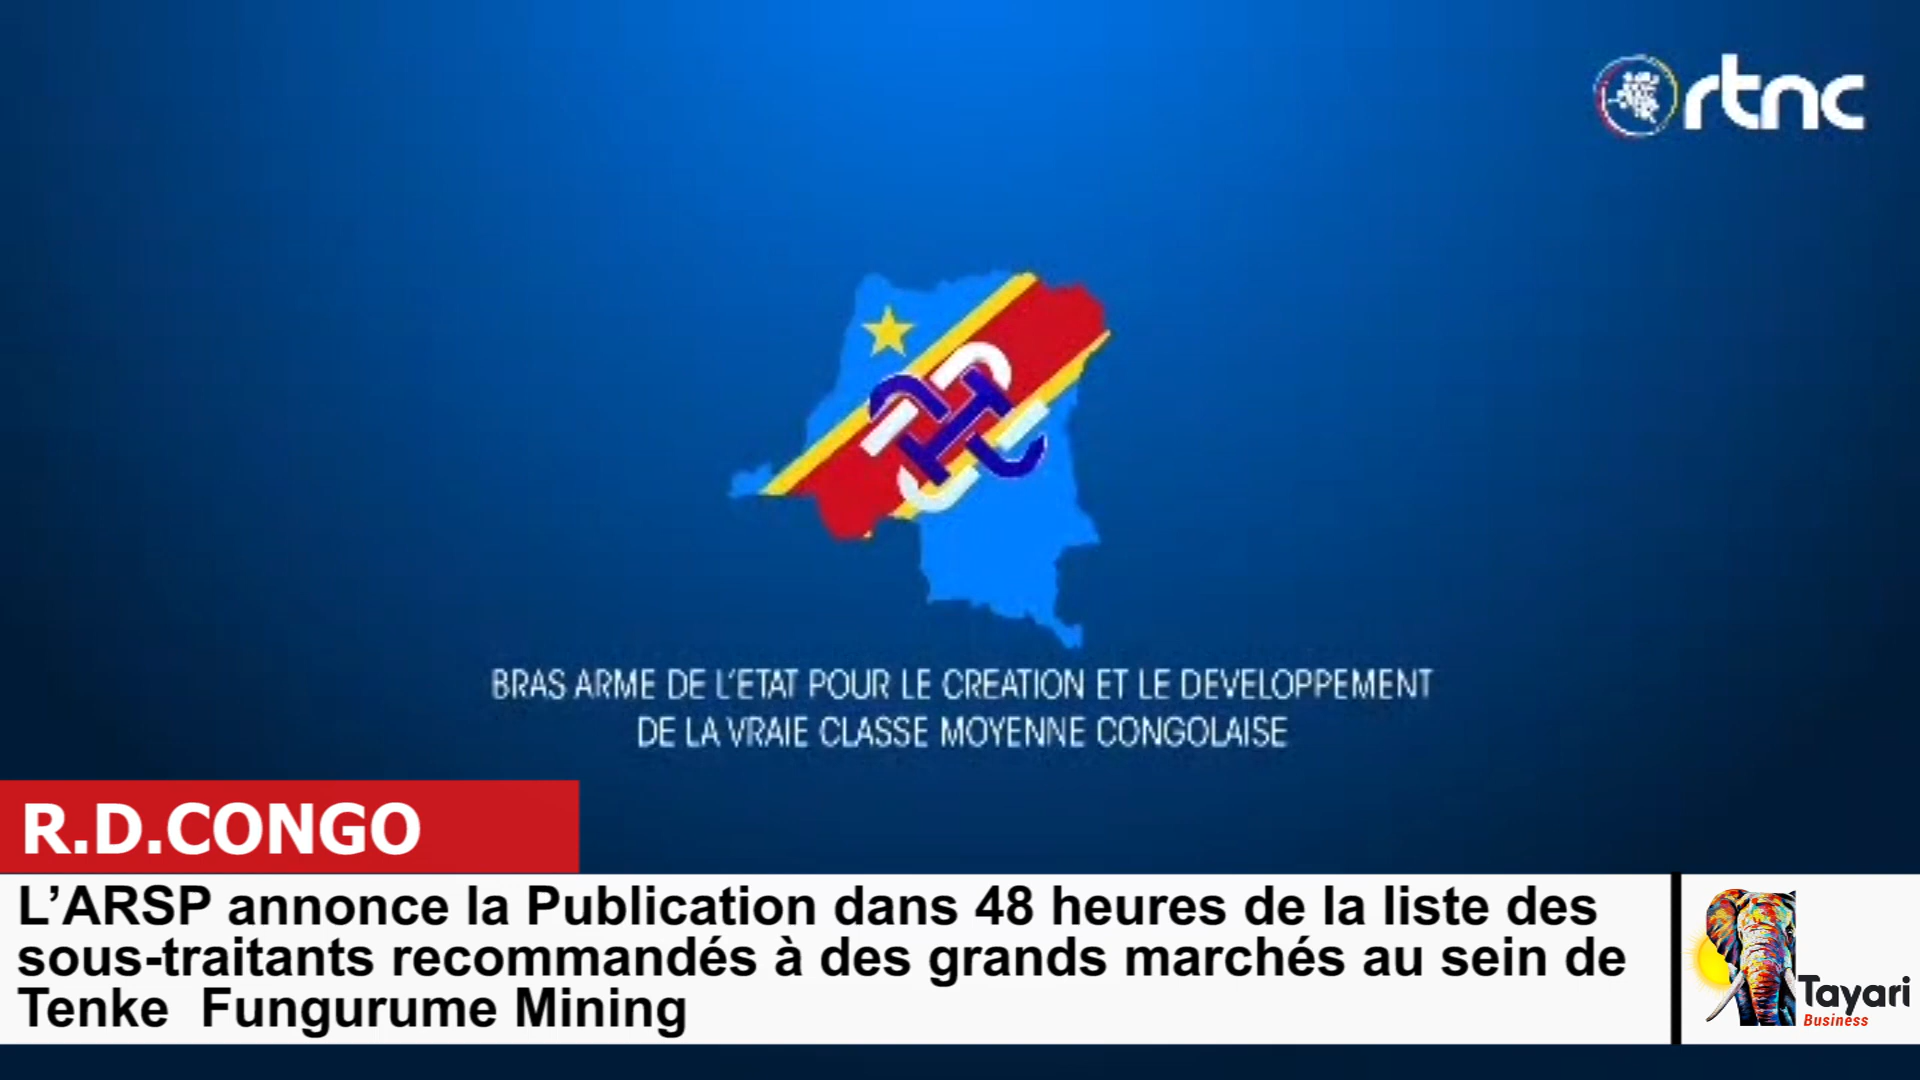 rtnc
BRAS ARME DE L'ETAT POUR LE CREATION ET LE DEVELOPPEMENT
DE LA VRAIE CLASSE MOYENNE CONGOLAISE
R.D.CONGO
L’ARSP annonce la Publication dans 48 heures de la liste des
sous-traitants recommandés à des grands marchés au sein de
Tenke  Fungurume Mining
Tayari
Business